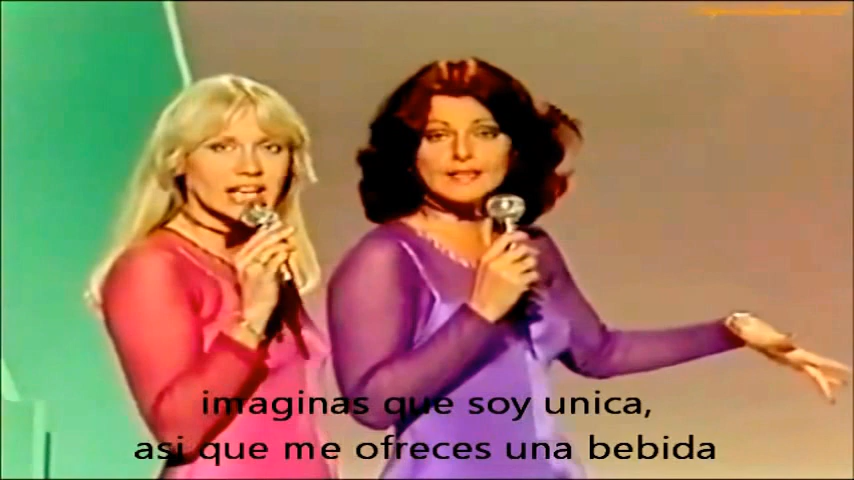 imaginas que soy unica,
asi que me ofreces una bebida